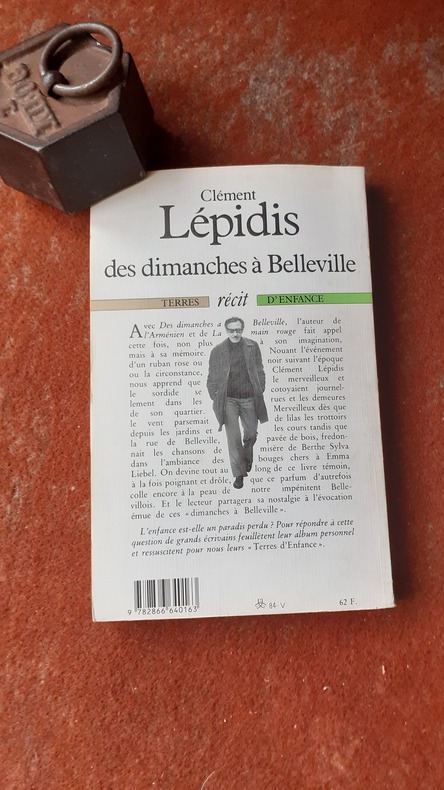 Clément
Lépidis
des dimanches à Belleville
TERRES récit D'ENFANCE
Avec Des dimanches à Belleville, l'auteur de
l'Arménien et de La main rouge fait appel
cette fois, non plus à son imagination,
mais à sa mémoire. Nouant l'événement
d'un ruban rose ou noir suivant l'époque
ou la circonstance, Clément Lépidis
nous apprend que le merveilleux et
le sordide se cotoyaient journel-
lement dans les rues et les demeures
de son quartier. Merveilleux dès que
le vent parsemait de lilas les trottoirs
depuis les jardins et les cours tandis que
la rue de Belleville, pavée de bois, fredon-
nait les chansons de misère de Berthe Sylva
dans l'ambiance des bouges chers à Emma
Liebel. On devine tout au long de ce livre témoin,
à la fois poignant et drôle, que ce parfum d'autrefois
colle encore à la peau de notre impénitent Belle-
villois. Et le lecteur partagera sa nostalgie à l'évocation
émue de ces « dimanches à Belleville ».
L'enfance est-elle un paradis perdu ? Pour répondre à cette
question de grands écrivains feuillettent leur album personnel
et ressuscitent pour nous leurs « Terres d'Enfance ».
9 782866 640163
84 V
62 F.